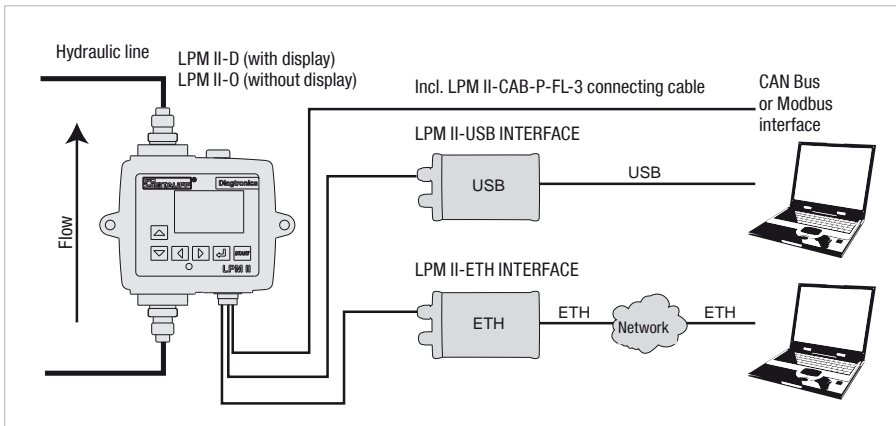 Hydraulic line
LPM II-D (with display)
LPM II-O (without display)
Incl. LPM II-CAB-P-FL-3 connecting cable
CAN Bus
or Modbus
interface
LPM II-USB INTERFACE
USB
USB
Flow
STAUFF®
Diagtronics
START
LPM II
LPM II-ETH INTERFACE
ETH
ETH
Network
ETH